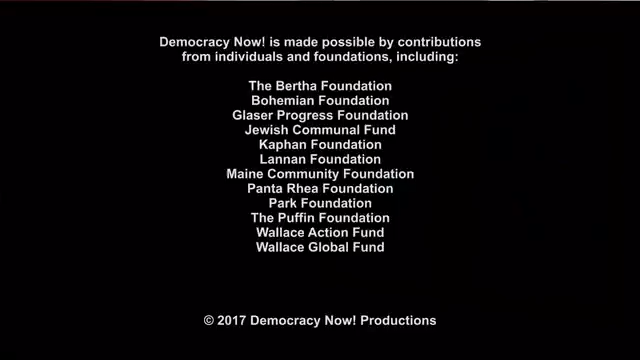 Democracy Now! is made possible by contributions
from individuals and foundations, including:
The Bertha Foundation
Bohemian Foundation
Glaser Progress Foundation
Jewish Communal Fund
Kaphan Foundation
Lannan Foundation
Maine Community Foundation
Panta Rhea Foundation
Park Foundation
The Puffin Foundation
Wallace Action Fund
Wallace Global Fund
© 2017 Democracy Now! Productions